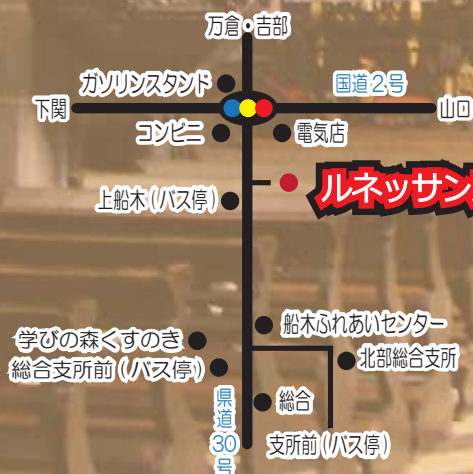 万倉・吉部
ガソリンスタンド
国道2号
下関
山口
コンビニ
電気店
ルネッサン
上船木(バス停)
船木ふれあいセンター
学びの森くすのき
北部総合支所
総合支所前(バス停)
県道30号
総合
支所前(バス停)